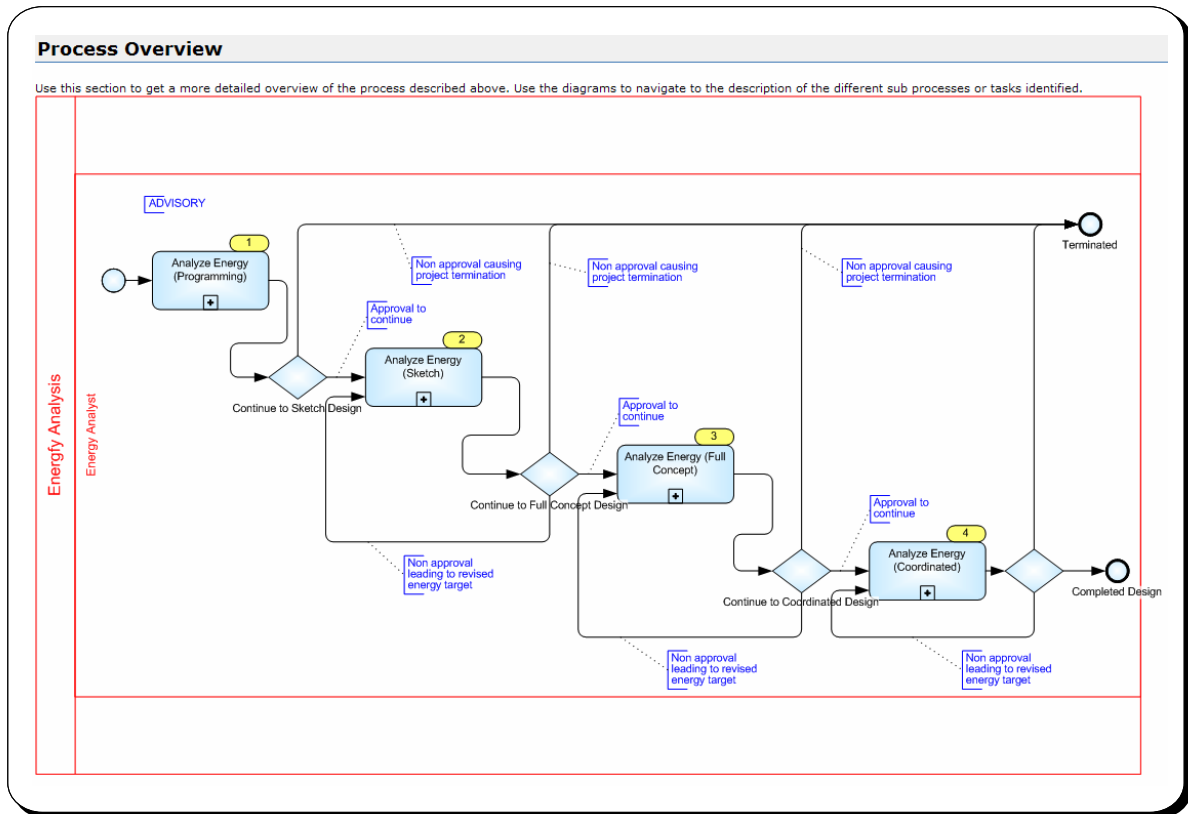 Process Overview
Use this section to get a more detailed overview of the process described above. Use the diagrams to navigate to the description of the different sub processes or tasks identified.
Energfy Analysis
Energy Analyst
ADVISORY
1
Analyze Energy
(Programming)
Continue to Sketch Design
Non approval causing
project termination
Approval to
continue
2
Analyze Energy
(Sketch)
Continue to Full Concept Design
Non approval
leading to revised
energy target
Non approval causing
project termination
Approval to
continue
3
Analyze Energy (Full
Concept)
Continue to Coordinated Design
Non approval
leading to revised
energy target
Non approval causing
project termination
Approval to
continue
4
Analyze Energy
(Coordinated)
Non approval
leading to revised
energy target
Terminated
Completed Design